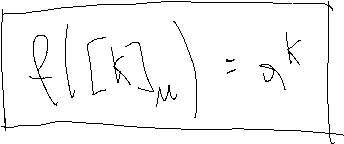 f([k]_n) = a^k